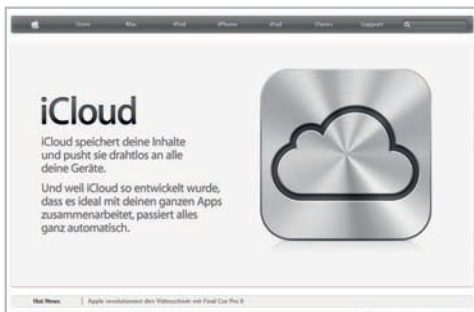 Store Mac iPod iPhone iPad iTunes Support
iCloud
iCloud speichert deine Inhalte
und pusht sie drahtlos an alle
deine Geräte.
Und weil iCloud so entwickelt wurde,
dass es ideal mit deinen ganzen Apps
zusammenarbeitet, passiert alles
ganz automatisch.
Hot News | Apple revolutioniert den Videoschnitt mit Final Cut Pro X